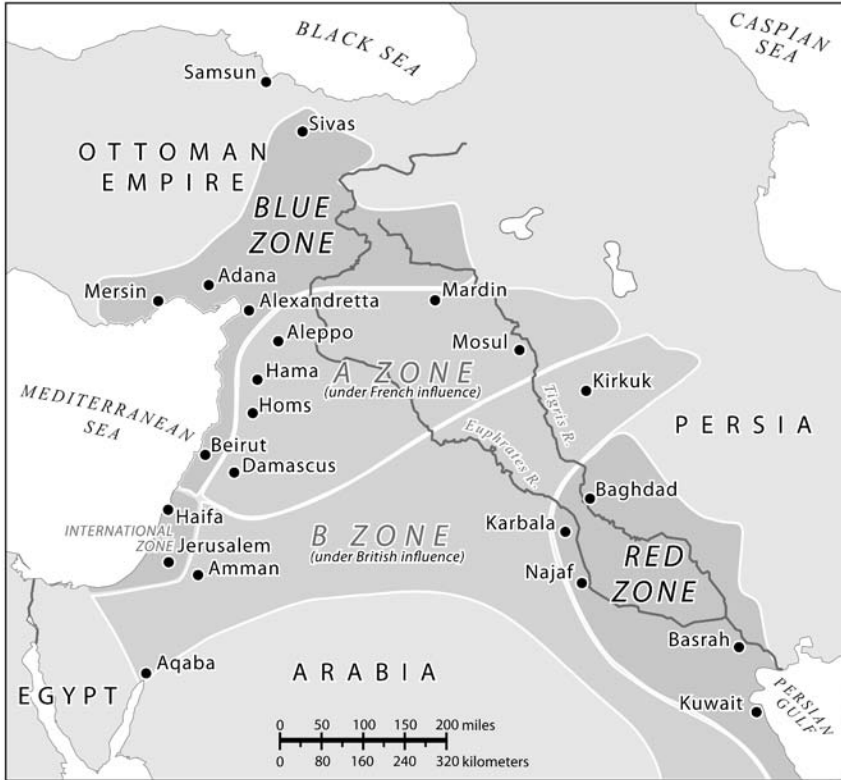 BLACK SEA
CASPIAN
SEA
Samsun
Sivas
OTTOMAN
EMPIRE
BLUE
ZONE
Adana
Mersin
Alexandretta
Mardin
Aleppo
Mosul
Hama
A ZONE
(under French influence)
Kirkuk
Tigris R.
MEDITERRANEAN
SEA
Homs
PERSIA
Euphrates R.
Beirut
Damascus
Baghdad
Haifa
INTERNATIONAL
ZONE
B ZONE
(under British influence)
Karbala
Jerusalem
Amman
RED
ZONE
Najaf
Basrah
Aqaba
ARABIA
EGYPT
PERSIAN
GULF
Kuwait
0 50 100 150 200 miles
0 80 160 240 320 kilometers